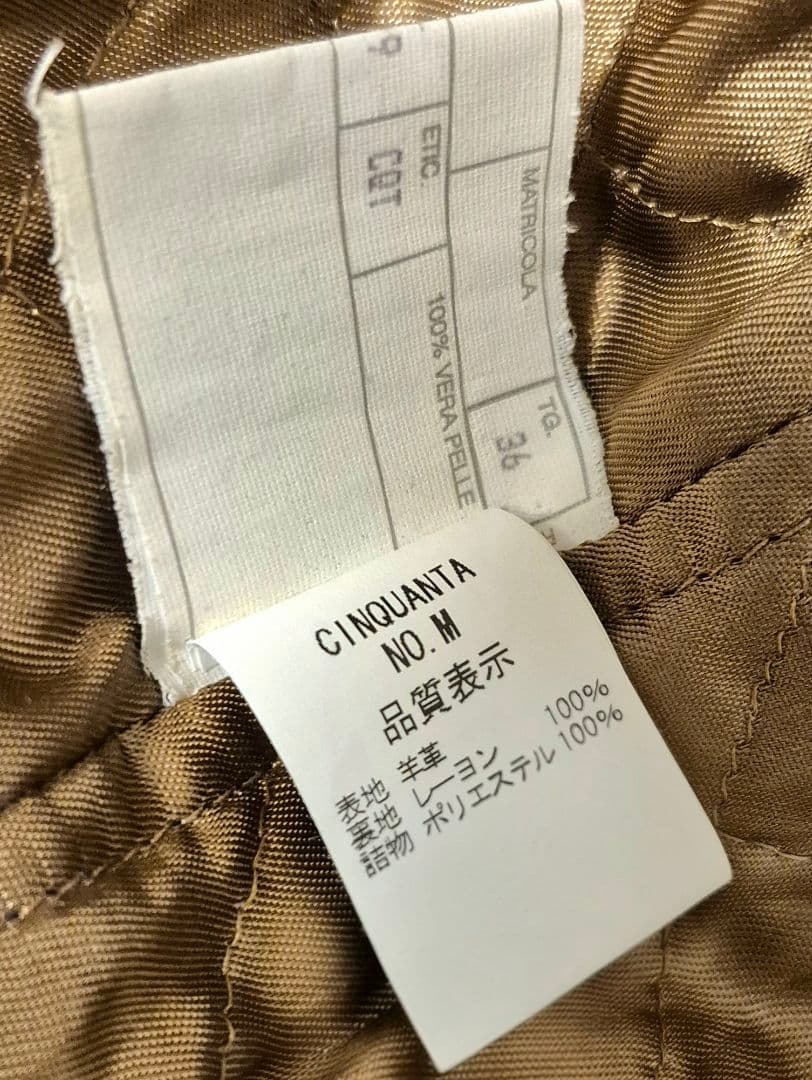 ETIC.
CQT
100% VERA PELLE
MATRICOLA
TG.
36
CINQUANTA
NO.M
品質表示
表地 羊革
裏地 レーヨン 100%
詰物 ポリエステル 100%